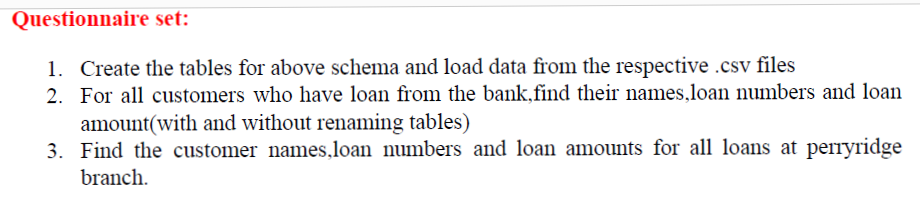 Questionnaire set:
1. Create the tables for above schema and load data from the respective .csv files
2. For all customers who have loan from the bank,find their names,loan numbers and loan
amount(with and without renaming tables)
3. Find the customer names,loan numbers and loan amounts for all loans at perryridge
branch.